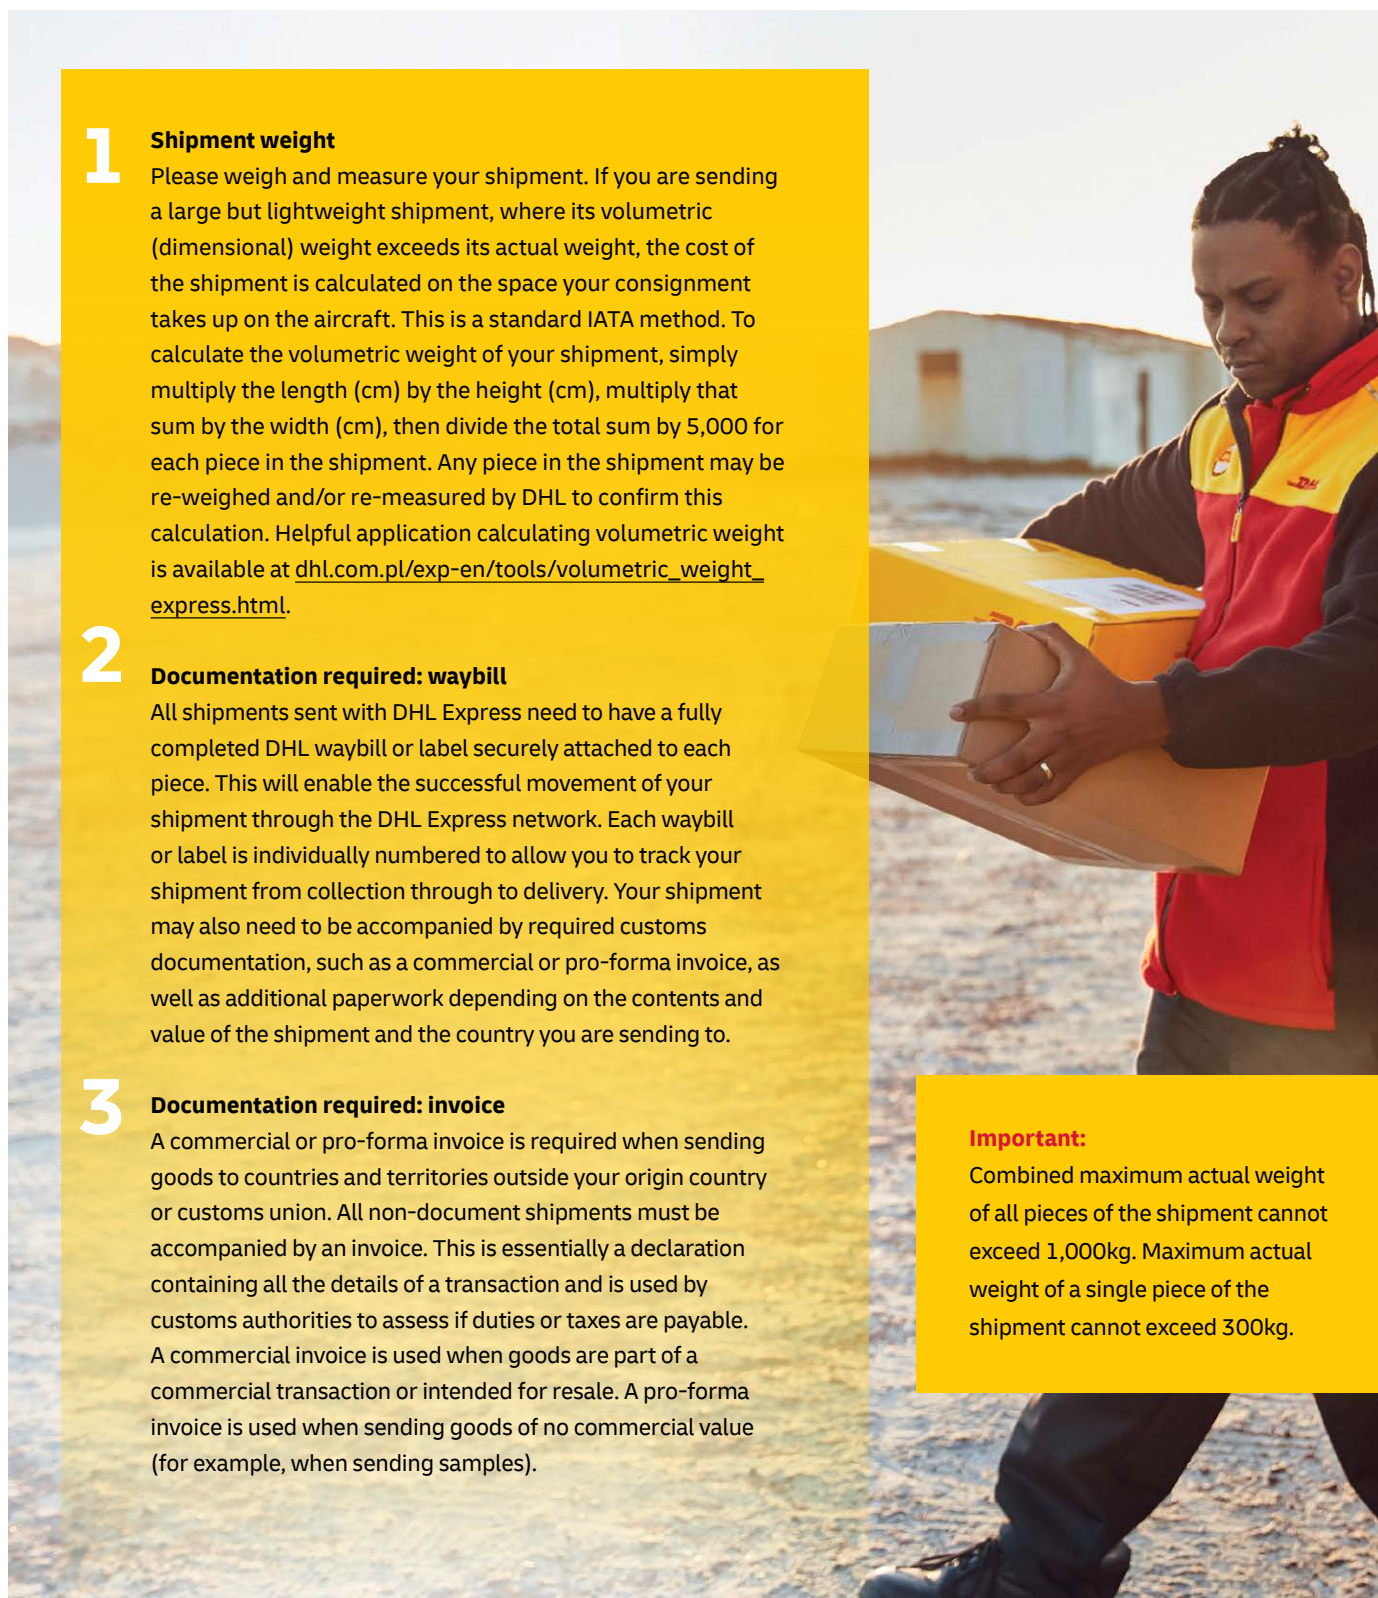 1
Shipment weight
Please weigh and measure your shipment. If you are sending
a large but lightweight shipment, where its volumetric
(dimensional) weight exceeds its actual weight, the cost of
the shipment is calculated on the space your consignment
takes up on the aircraft. This is a standard IATA method. To
calculate the volumetric weight of your shipment, simply
multiply the length (cm) by the height (cm), multiply that
sum by the width (cm), then divide the total sum by 5,000 for
each piece in the shipment. Any piece in the shipment may be
re-weighed and/or re-measured by DHL to confirm this
calculation. Helpful application calculating volumetric weight
is available at dhl.com.pl/exp-en/tools/volumetric_weight_
express.html.
2
Documentation required: waybill
All shipments sent with DHL Express need to have a fully
completed DHL waybill or label securely attached to each
piece. This will enable the successful movement of your
shipment through the DHL Express network. Each waybill
or label is individually numbered to allow you to track your
shipment from collection through to delivery. Your shipment
may also need to be accompanied by required customs
documentation, such as a commercial or pro-forma invoice, as
well as additional paperwork depending on the contents and
value of the shipment and the country you are sending to.
3
Documentation required: invoice
A commercial or pro-forma invoice is required when sending
goods to countries and territories outside your origin country
or customs union. All non-document shipments must be
accompanied by an invoice. This is essentially a declaration
containing all the details of a transaction and is used by
customs authorities to assess if duties or taxes are payable.
A commercial invoice is used when goods are part of a
commercial transaction or intended for resale. A pro-forma
invoice is used when sending goods of no commercial value
(for example, when sending samples).
DHL
Important:
Combined maximum actual weight
of all pieces of the shipment cannot
exceed 1,000kg. Maximum actual
weight of a single piece of the
shipment cannot exceed 300kg.